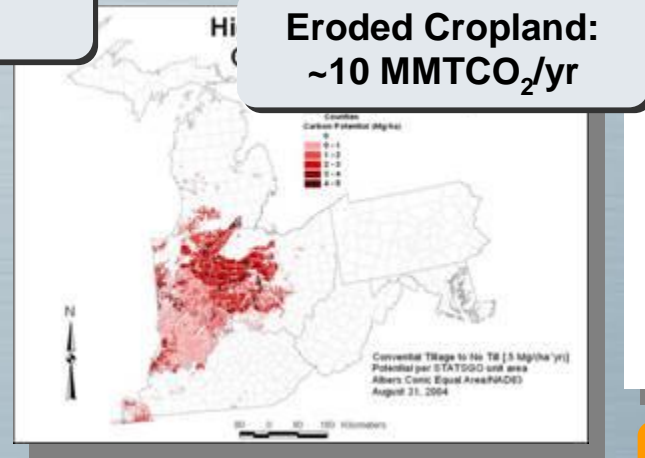 Eroded Cropland:
~10 MMTCO₂/yr
Hi
Counties
Carbon Potential (Mg/ha)
0
0 - 1
1 - 2
2 - 3
3 - 4
4 - 5
N
Convential Tillage to No Till [.5 Mg/(ha*yr)]
Potential per STATSGO unit area
Albers Conic Equal Area/NAD83
August 31, 2004
Kilometers